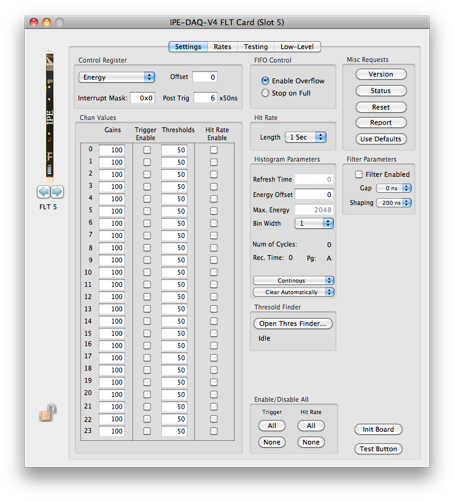 IPE-DAQ-V4 FLT Card (Slot 5)
Settings Rates Testing Low-Level
Control Register
Energy Offset 0
Interrupt Mask: 0x0 Post Trig 6 x50ns
FIFO Control
Enable Overflow
Stop on Full
Misc Requests
Version
Status
Reset
Report
Use Defaults
IPE
F
FLT 5
Chan Values
Gains Trigger Enable Thresholds Hit Rate Enable
0 100 50
1 100 50
2 100 50
3 100 50
4 100 50
5 100 50
6 100 50
7 100 50
8 100 50
9 100 50
10 100 50
11 100 50
12 100 50
13 100 50
14 100 50
15 100 50
16 100 50
17 100 50
18 100 50
19 100 50
20 100 50
21 100 50
22 100 50
23 100 50
Hit Rate
Length 1 Sec
Histogram Parameters
Refresh Time 0
Energy Offset 0
Max. Energy 2048
Bin Width 1
Num of Cycles: 0
Rec. Time: 0 Pg: A
Continous
Clear Automatically
Filter Parameters
Filter Enabled
Gap 0 ns
Shaping 200 ns
Thresold Finder
Open Thres Finder...
Idle
Enable/Disable All
Trigger Hit Rate
All All
None None
Init Board
Test Button